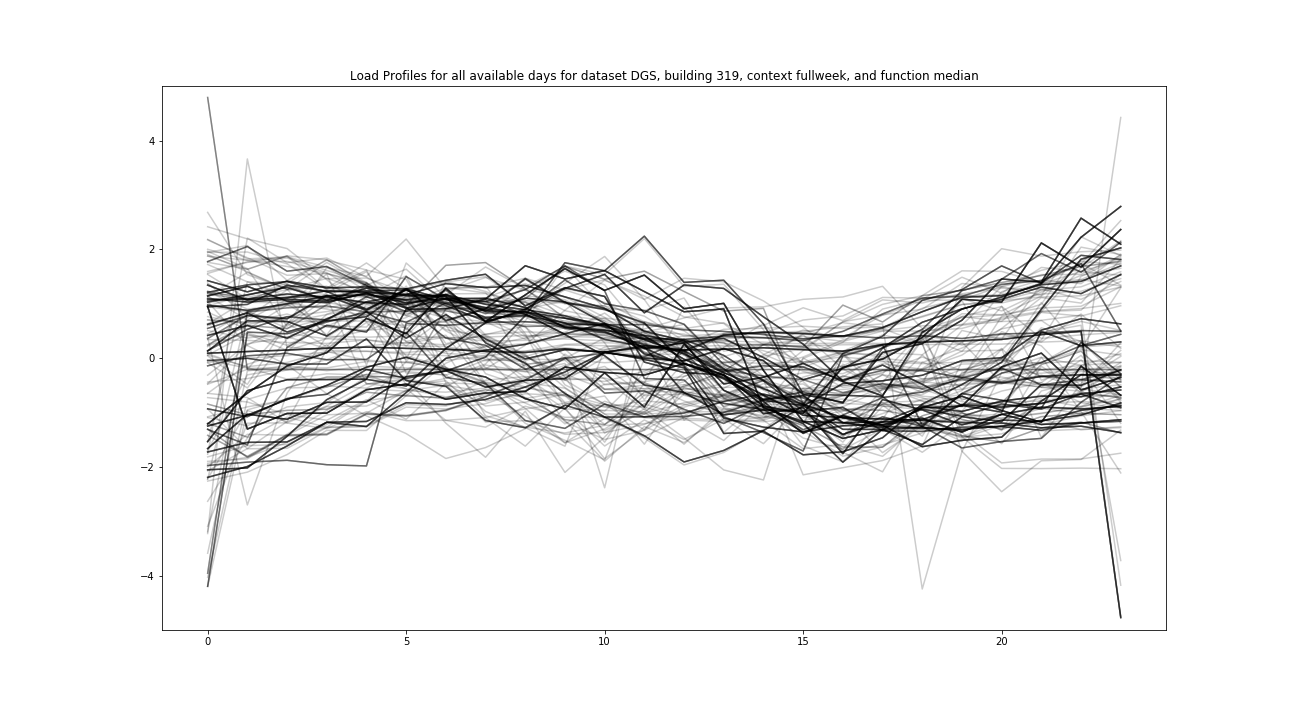 Load Profiles for all available days for dataset DGS, building 319, context fullweek, and function median
4
2
0
−2
−4
0 5 10 15 20